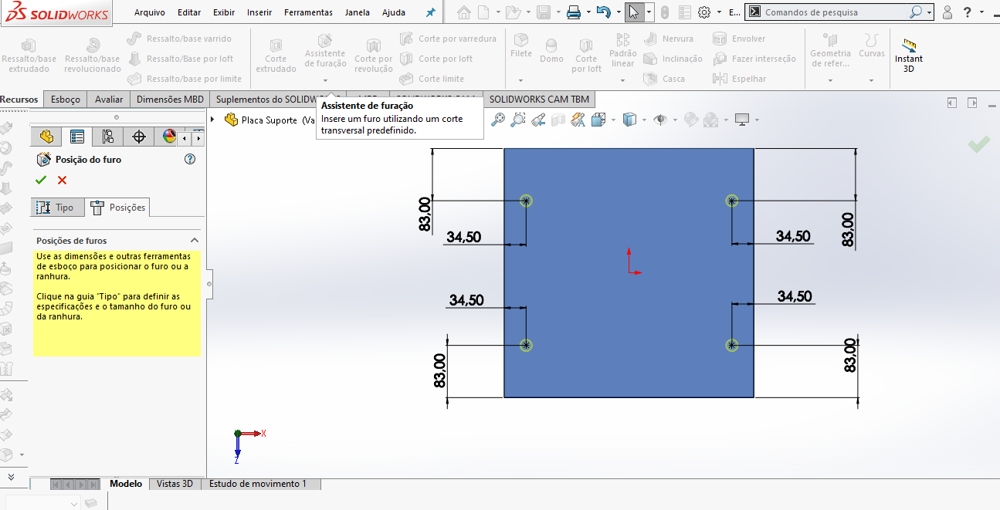 SOLIDWORKS
Arquivo Editar Exibir Inserir Ferramentas Janela Ajuda
E...
Comandos de pesquisa
?
Ressalto/base
extrudado
Ressalto/base
revolucionado
Ressalto/base varrido
Ressalto/Base por loft
Ressalto/base por limite
Corte
extrudado
Assistente
de furação
Corte por
revolução
Corte por varredura
Corte por loft
Corte limite
Filete
Domo
Corte
por loft
Padrão
linear
Nervura
Inclinação
Casca
Envolver
Fazer interseção
Espelhar
Geometria
de refer...
Curvas
Instant
3D
Recursos Esboço Avaliar Dimensões MBD Suplementos do SOLIDWORKS SOLIDWORKS CAM TBM
Assistente de furação
Insere um furo utilizando um corte
transversal predefinido.
Placa Suporte (Va
Posição do furo
?
Tipo Posições
Posições de furos
Use as dimensões e outras ferramentas
de esboço para posicionar o furo ou a
ranhura.
Clique na guia "Tipo" para definir as
especificações e o tamanho do furo ou
da ranhura.
83,00
83,00
34,50
34,50
34,50
34,50
83,00
83,00
X
Z
Modelo Vistas 3D Estudo de movimento 1